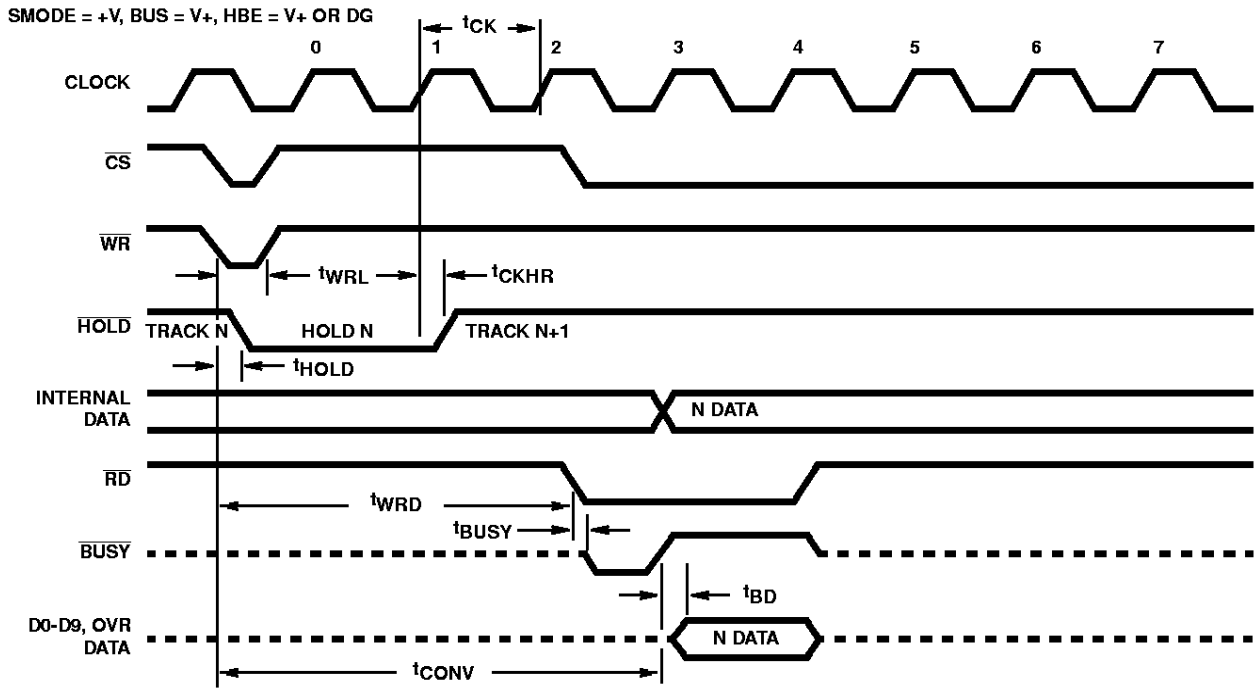 SMODE = +V, BUS = V+, HBE = V+ OR DG
tCK
0 1 2 3 4 5 6 7
CLOCK
CS
WR
tWRL tCKHR
HOLD
TRACK N HOLD N TRACK N+1
tHOLD
INTERNAL
DATA
N DATA
RD
tWRD
tBUSY
BUSY
tBD
D0-D9, OVR
DATA
N DATA
tCONV